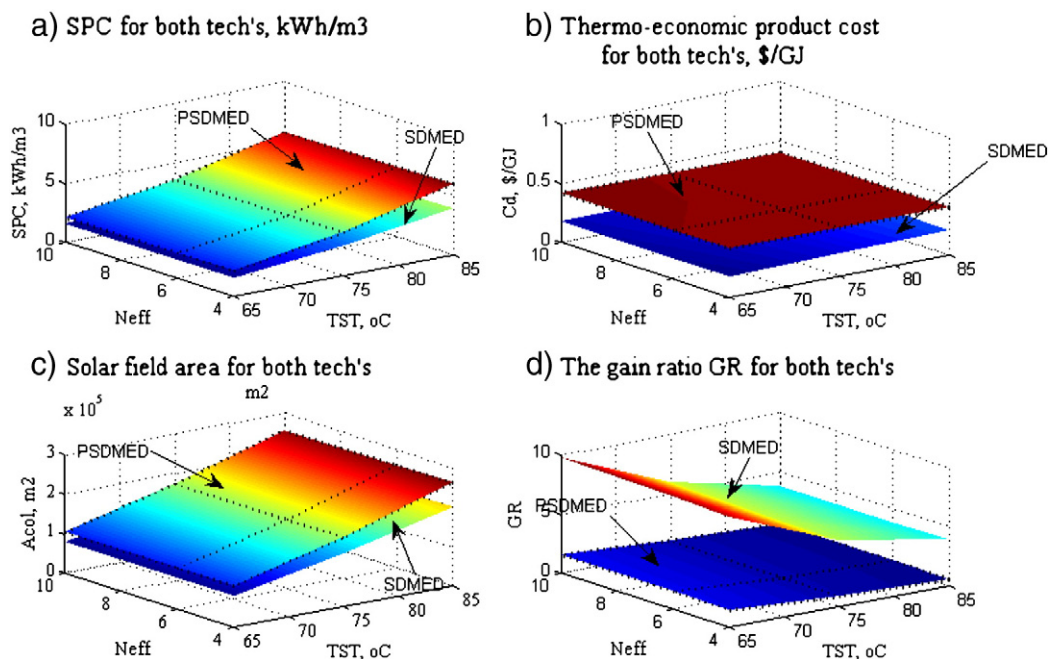 a) SPC for both tech's, kWh/m3
PSDMED
SDMED
SPC, kWh/m3
10
5
0
10
8
6
4
Neff
65
70
75
80
85
TST, oC
b) Thermo-economic product cost
for both tech's, $/GJ
PSDMED
SDMED
Cd, $/GJ
1
0.5
0
10
8
6
4
Neff
65
70
75
80
85
TST, oC
c) Solar field area for both tech's
m2
x 10^5
PSDMED
SDMED
Acol, m2
3
2
1
0
10
8
6
4
Neff
65
70
75
80
85
TST, oC
d) The gain ratio GR for both tech's
SDMED
PSDMED
GR
10
5
0
10
8
6
4
Neff
65
70
75
80
85
TST, oC